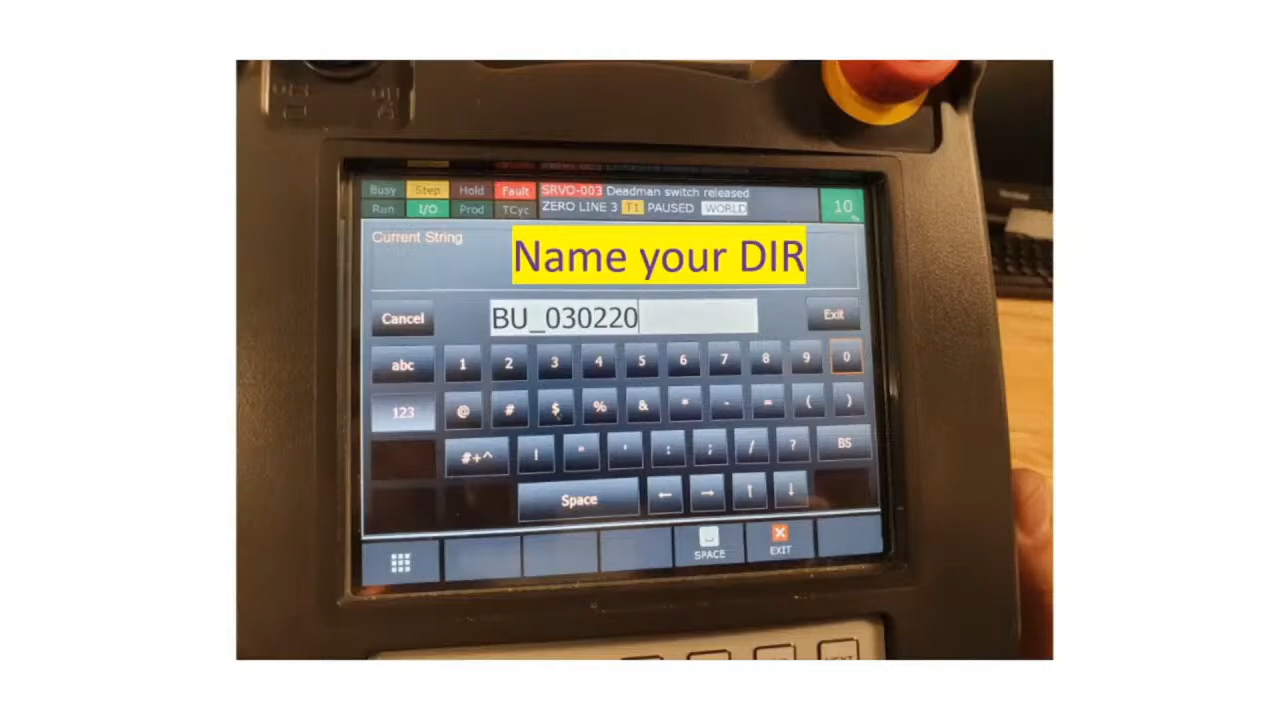 Busy Step Hold Fault SRVO-003 Deadman switch released
Run I/O Prod TCyc ZERO LINE 3 Tt PAUSED WORLD 10 %
Current String
Name your DIR
Cancel BU_030220 Exit
abc 1 2 3 4 5 6 7 8 9 0
123 @ # $ % & * - = ( )
#+^ ! " ' : ; / ? BS
Space ← → ↑ ↓
SPACE EXIT
NEXT